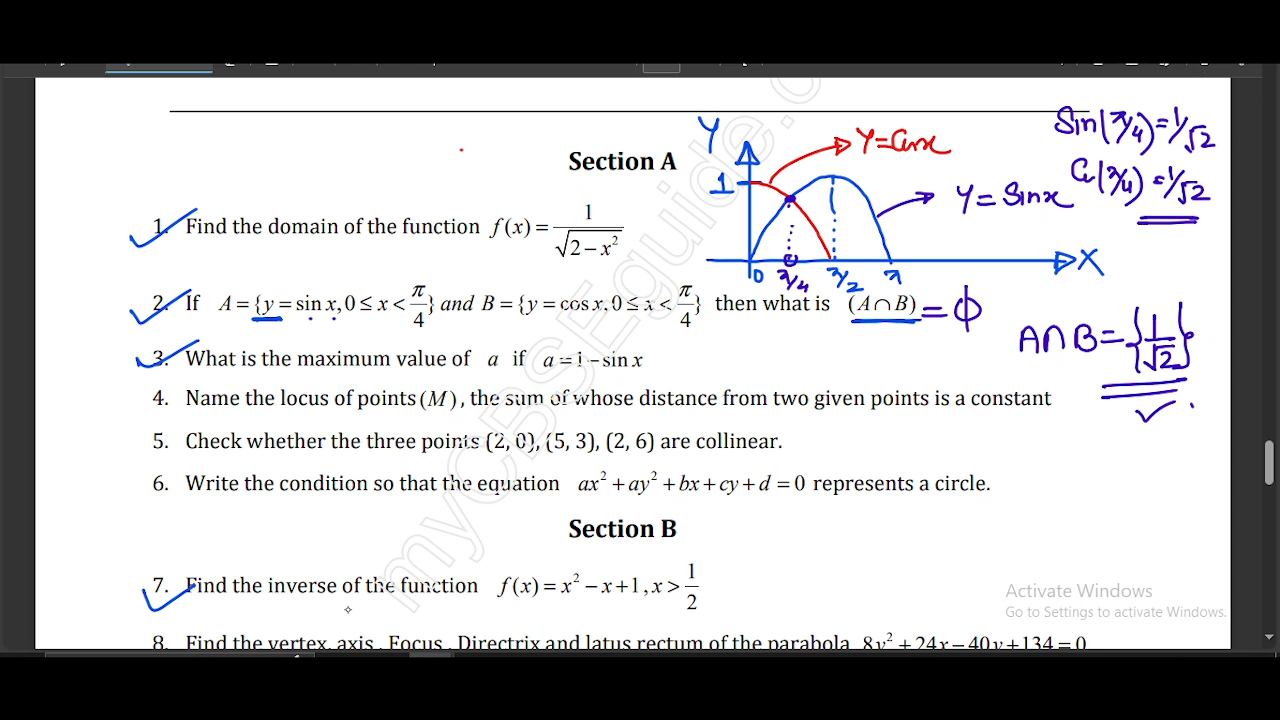 Section A
1. Find the domain of the function f(x) = 1/√(2 − x²)
2. If A = {y = sin x, 0 ≤ x < π/4} and B = {y = cos x, 0 ≤ x < π/4} then what is (A ∩ B) = ϕ
3. What is the maximum value of a if a = 1 − sin x
4. Name the locus of points (M), the sum of whose distance from two given points is a constant
5. Check whether the three points (2, 0), (5, 3), (2, 6) are collinear.
6. Write the condition so that the equation ax² + ay² + bx + cy + d = 0 represents a circle.
Section B
7. Find the inverse of the function f(x) = x² − x + 1, x > 1/2
8. Find the vertex, axis, Focus, Directrix and latus rectum of the parabola 8y² + 24x − 40y + 134 = 0
Y
1
Y = Cos x
Y = Sin x
0 π/4 π/2 π
X
Sin(π/4) = 1/√2
Cos(π/4) = 1/√2
A∩B = {1/√2}
myCBSEguide.co
Activate Windows
Go to Settings to activate Windows.